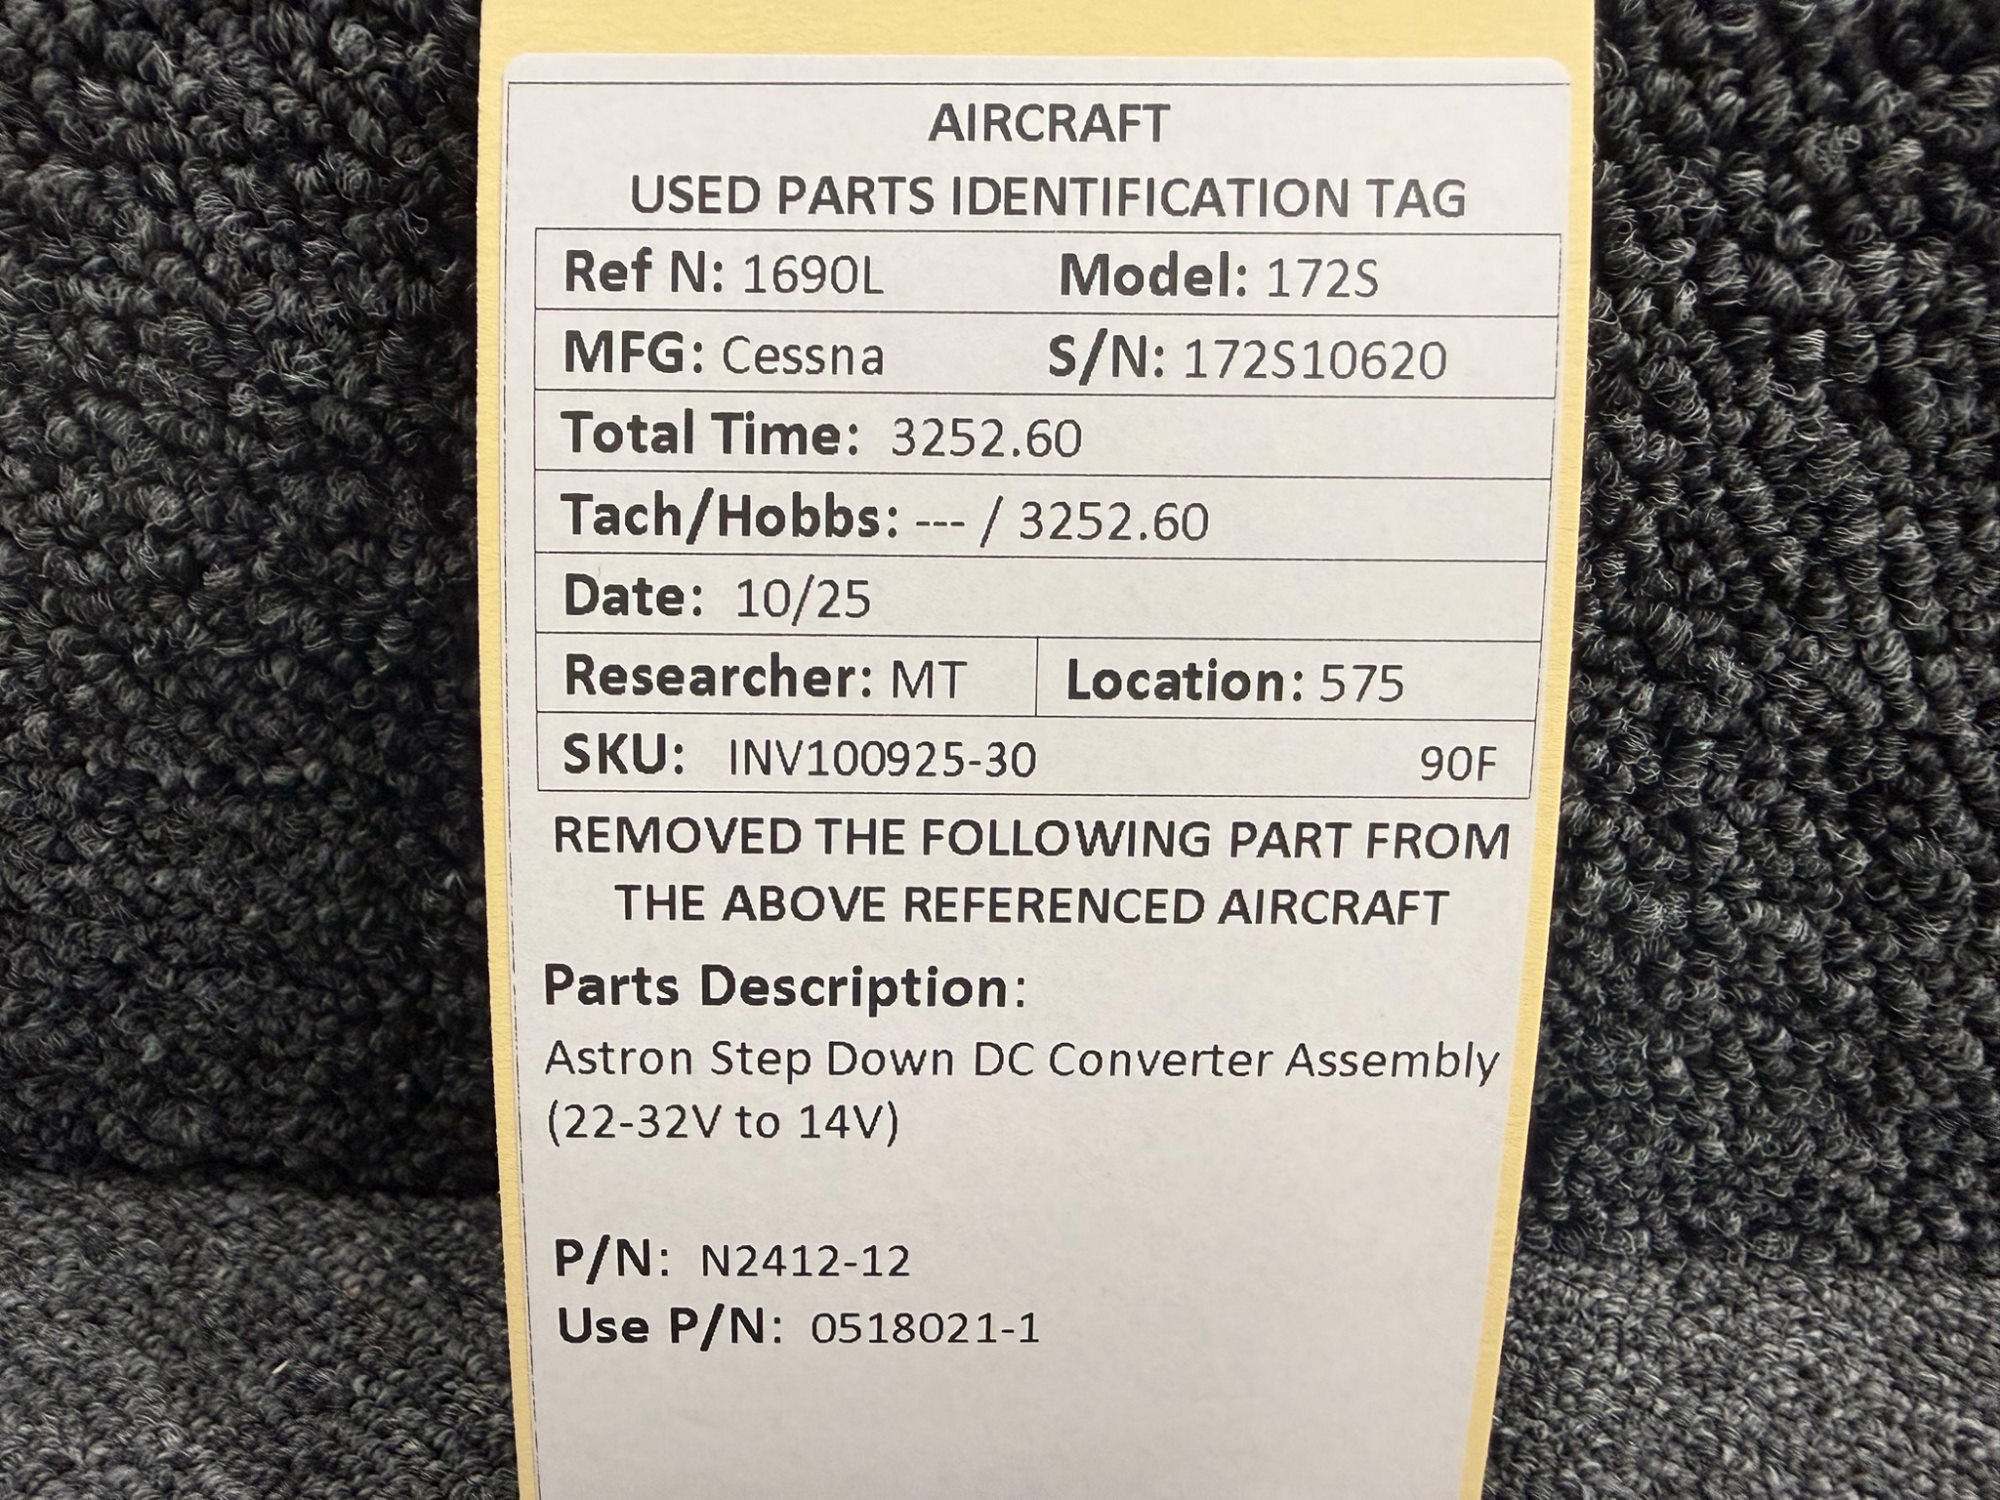 AIRCRAFT
USED PARTS IDENTIFICATION TAG
Ref N: 1690L Model: 172S
MFG: Cessna S/N: 172S10620
Total Time: 3252.60
Tach/Hobbs: --- / 3252.60
Date: 10/25
Researcher: MT Location: 575
SKU: INV100925-30 90F
REMOVED THE FOLLOWING PART FROM
THE ABOVE REFERENCED AIRCRAFT
Parts Description:
Astron Step Down DC Converter Assembly
(22-32V to 14V)
P/N: N2412-12
Use P/N: 0518021-1